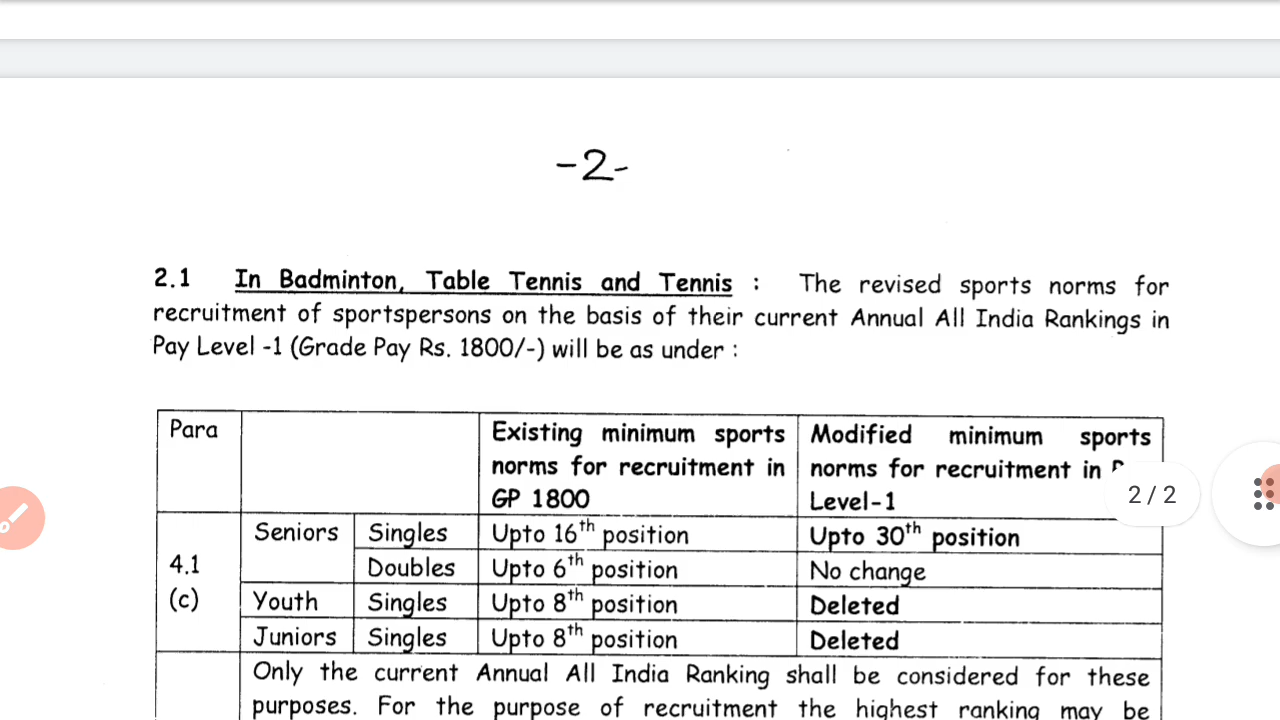 -2-
2.1 In Badminton, Table Tennis and Tennis : The revised sports norms for
recruitment of sportspersons on the basis of their current Annual All India Rankings in
Pay Level -1 (Grade Pay Rs. 1800/-) will be as under :
Para
Existing minimum sports norms for recruitment in GP 1800
Modified minimum sports norms for recruitment in
Level-1
2 / 2
4.1
(c)
Seniors Singles Upto 16th position Upto 30th position
Doubles Upto 6th position No change
Youth Singles Upto 8th position Deleted
Juniors Singles Upto 8th position Deleted
Only the current Annual All India Ranking shall be considered for these
purposes. For the purpose of recruitment the highest ranking may be